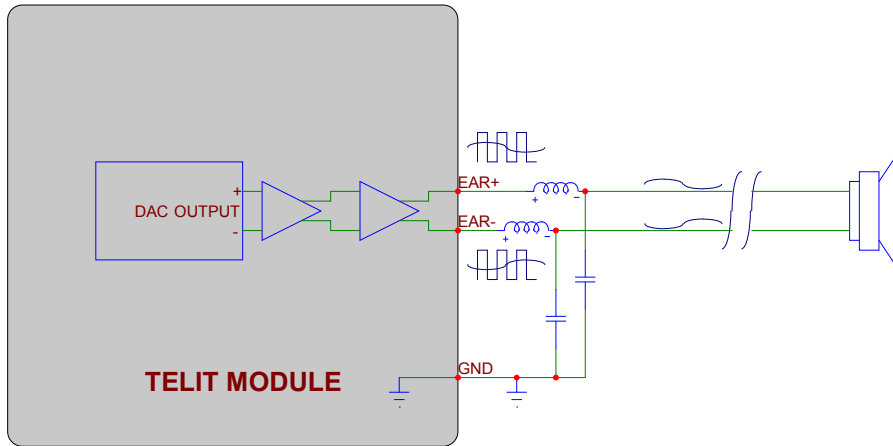 EAR+
+
+ -
DAC OUTPUT
EAR-
-
+ -
GND
TELIT MODULE